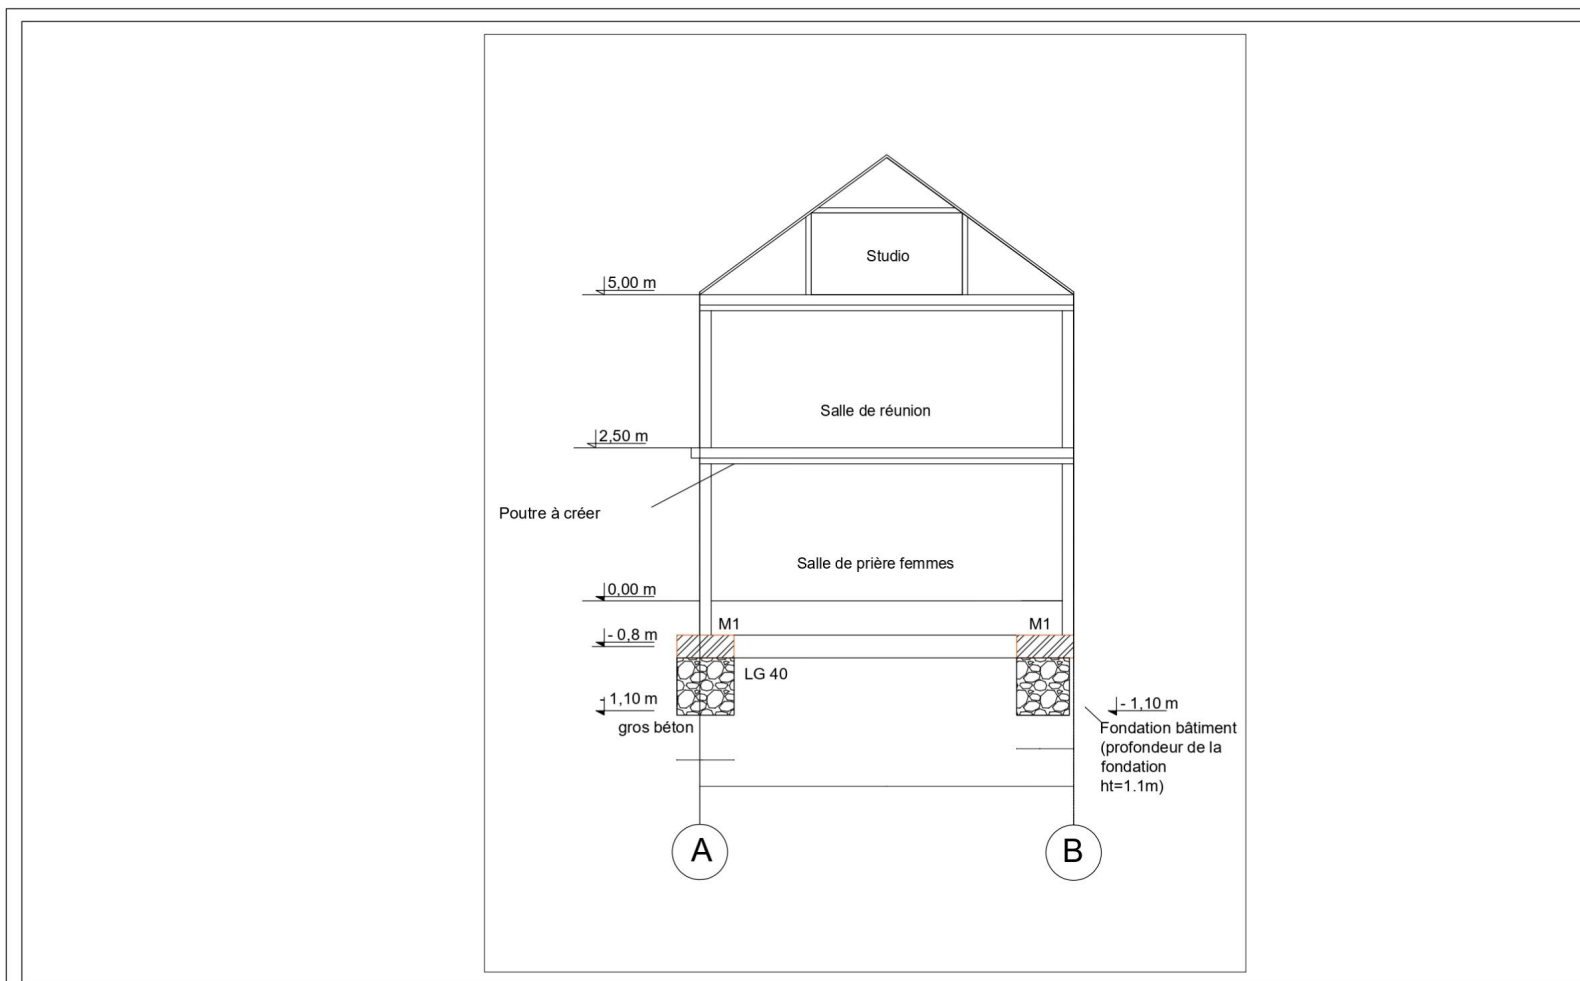 Studio
5,00 m
Salle de réunion
2,50 m
Poutre à créer
Salle de prière femmes
0,00 m
M1
M1
- 0,8 m
LG 40
- 1,10 m
- 1,10 m
gros béton
Fondation bâtiment
(profondeur de la
fondation
ht=1.1m)
A
B